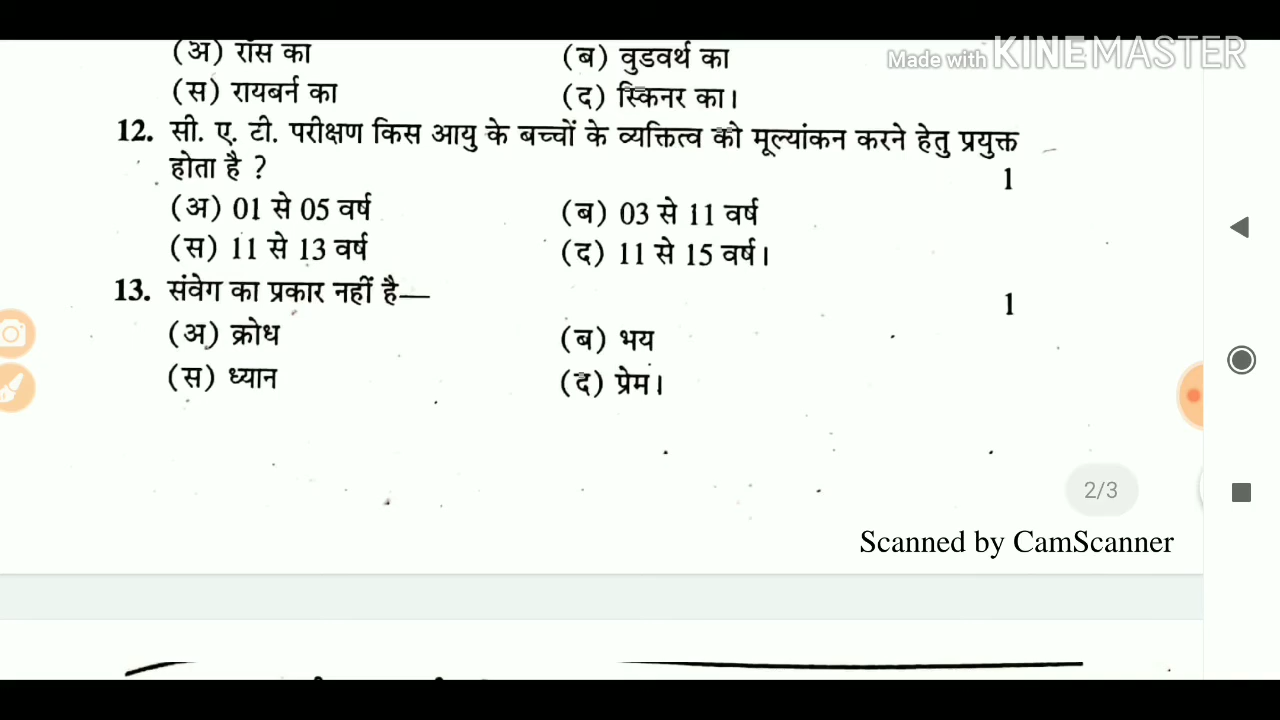 (अ) रॉस का (ब) वुडवर्थ का
Made with KINEMASTER
(स) रायबर्न का (द) स्किनर का।
12. सी. ए. टी. परीक्षण किस आयु के बच्चों के व्यक्तित्व को मूल्यांकन करने हेतु प्रयुक्त
होता है ? 1
(अ) 01 से 05 वर्ष (ब) 03 से 11 वर्ष
(स) 11 से 13 वर्ष (द) 11 से 15 वर्ष।
13. संवेग का प्रकार नहीं है— 1
(अ) क्रोध (ब) भय
(स) ध्यान (द) प्रेम।
2/3
Scanned by CamScanner